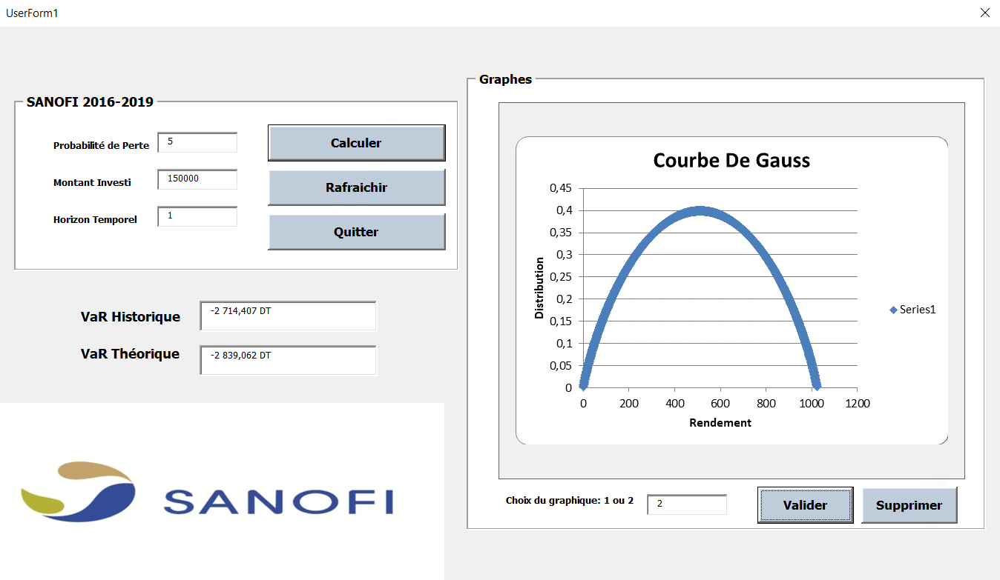 UserForm1
SANOFI 2016-2019
Probabilité de Perte 5
Montant Investi 150000
Horizon Temporel 1
Calculer
Rafraichir
Quitter
VaR Historique -2 714,407 DT
VaR Théorique -2 839,062 DT
SANOFI
Graphes
Courbe De Gauss
0,45
0,4
0,35
0,3
0,25
0,2
0,15
0,1
0,05
0
Distribution
0 200 400 600 800 1000 1200
Rendement
Series1
Choix du graphique: 1 ou 2 2
Valider
Supprimer